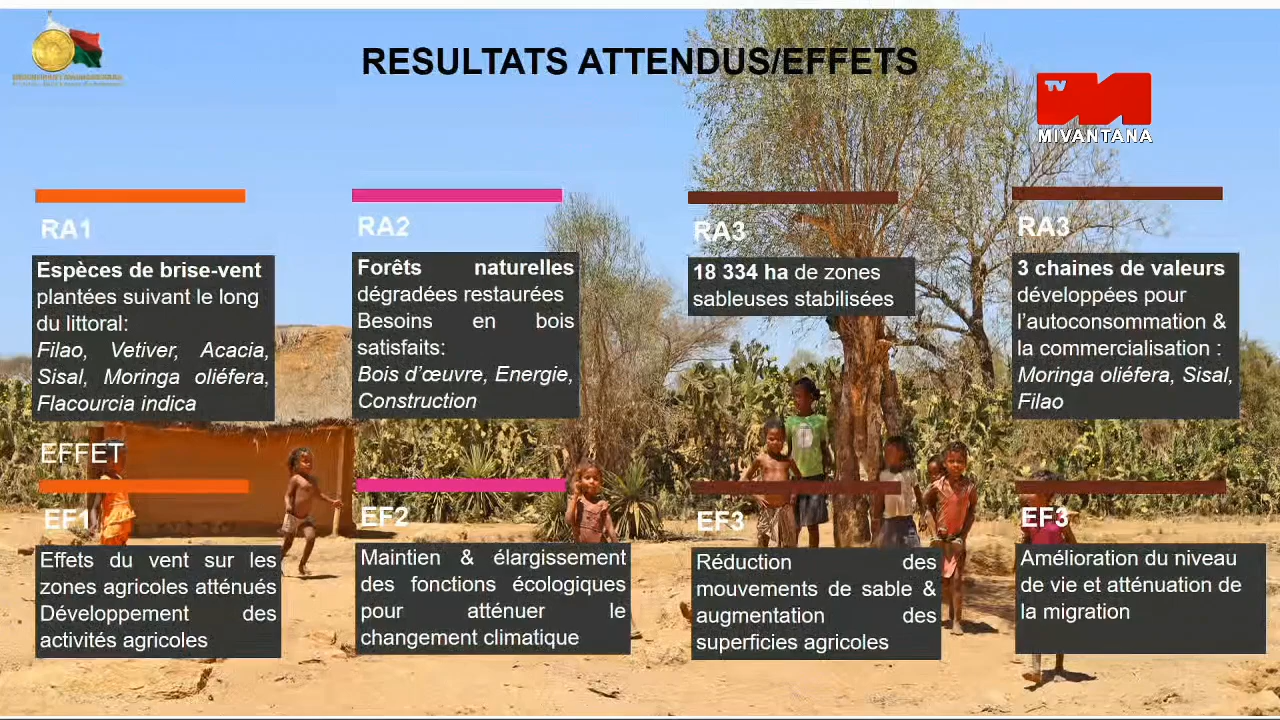 RESULTATS ATTENDUS/EFFETS
TV
MIVANTANA
RA1
Espèces de brise-vent
plantées suivant le long
du littoral:
Filao, Vetiver, Acacia,
Sisal, Moringa oliéfera,
Flacourcia indica
RA2
Forêts naturelles
dégradées restaurées
Besoins en bois
satisfaits:
Bois d'œuvre, Energie,
Construction
RA3
18 334 ha de zones
sableuses stabilisées
RA3
3 chaines de valeurs
développées pour
l'autoconsommation &
la commercialisation :
Moringa oliéfera, Sisal,
Filao
EFFET
EF1
Effets du vent sur les
zones agricoles atténués
Développement des
activités agricoles
EF2
Maintien & élargissement
des fonctions écologiques
pour atténuer le
changement climatique
EF3
Réduction des
mouvements de sable &
augmentation des
superficies agricoles
EF3
Amélioration du niveau
de vie et atténuation de
la migration